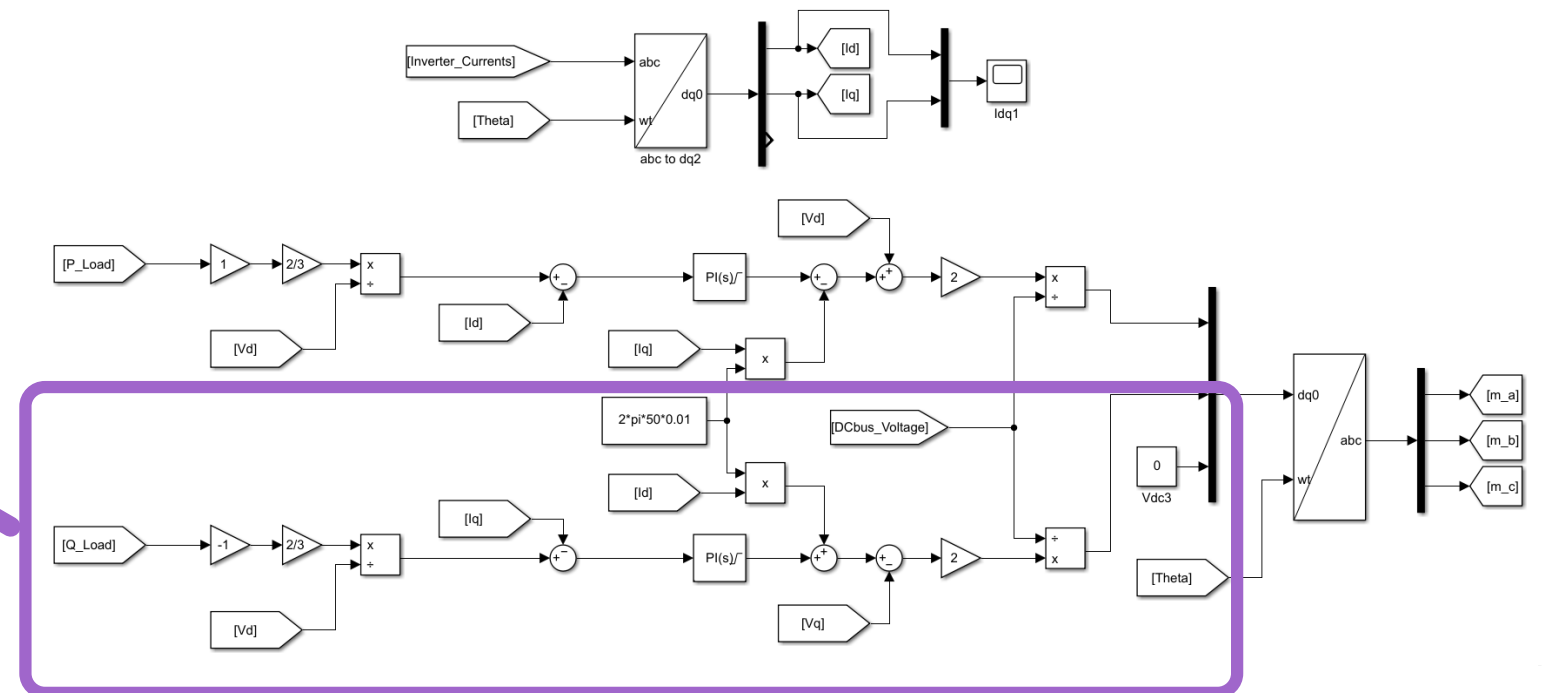 [Inverter_Currents]
abc
[Id]
dq0
[Iq]
[Theta]
wt
Idq1
abc to dq2
[Vd]
[P_Load]
1
2/3
x
÷
+
−
PI(s)
+
−
+
+
2
x
÷
[Id]
[Vd]
[Iq]
x
2*pi*50*0.01
[DCbus_Voltage]
dq0
[m_a]
abc
[m_b]
0
Vdc3
wt
[m_c]
[Id]
x
[Iq]
[Q_Load]
-1
2/3
x
÷
+
−
PI(s)
+
+
+
−
2
÷
x
[Theta]
[Vd]
[Vq]